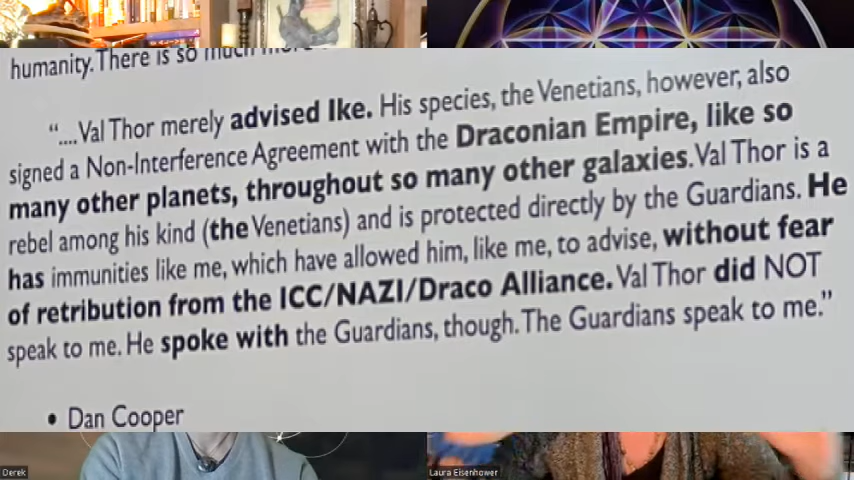 humanity. There is so much more
“....Val Thor merely advised Ike. His species, the Venetians, however, also
signed a Non-Interference Agreement with the Draconian Empire, like so
many other planets, throughout so many other galaxies. Val Thor is a
rebel among his kind (the Venetians) and is protected directly by the Guardians. He
has immunities like me, which have allowed him, like me, to advise, without fear
of retribution from the ICC/NAZI/Draco Alliance. Val Thor did NOT
speak to me. He spoke with the Guardians, though. The Guardians speak to me.”
• Dan Cooper
Derek
Laura Eisenhower